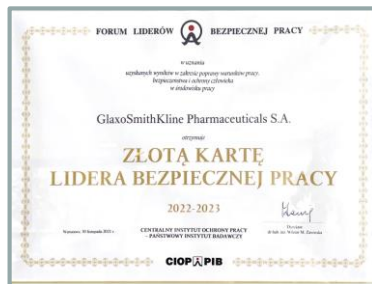 FORUM LIDERÓW BEZPIECZNEJ PRACY
w uznaniu
uzyskanych wyników w zakresie poprawy warunków pracy,
bezpieczeństwa i ochrony człowieka
w środowisku pracy
GlaxoSmithKline Pharmaceuticals S.A.
otrzymuje
ZŁOTĄ KARTĘ
LIDERA BEZPIECZNEJ PRACY
2022-2023
CENTRALNY INSTYTUT OCHRONY PRACY
– PAŃSTWOWY INSTYTUT BADAWCZY
CIOP PIB